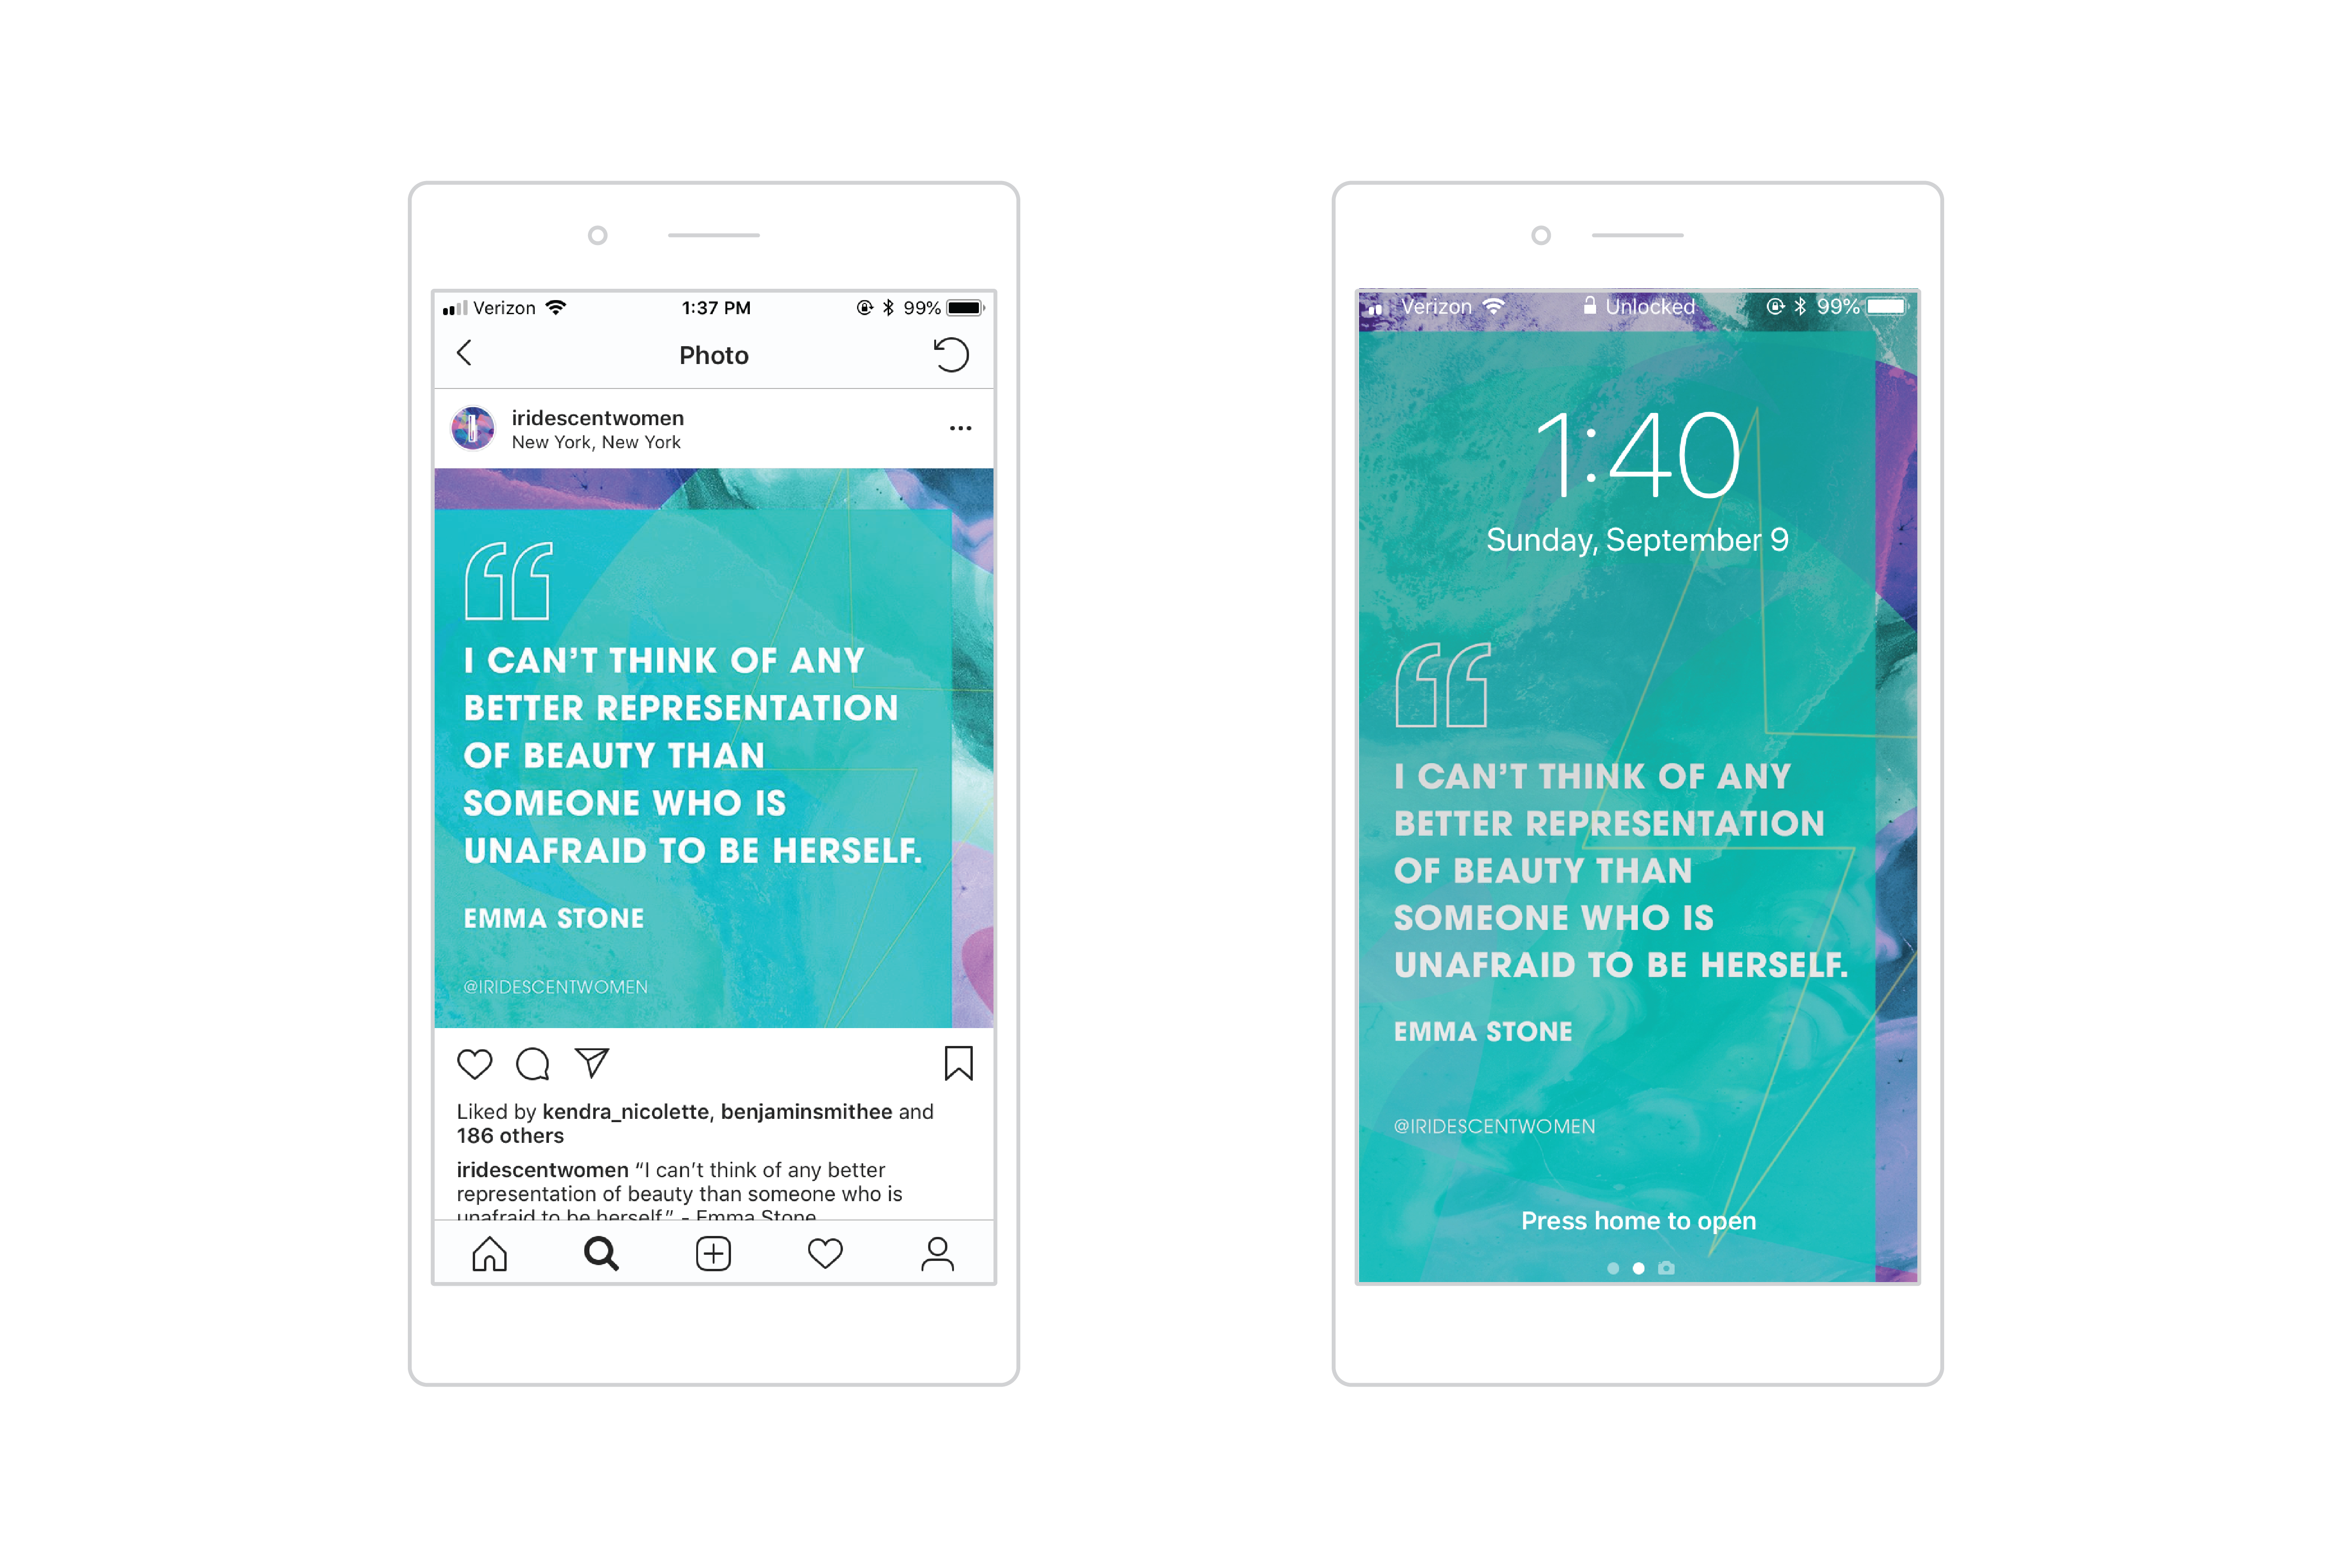 Verizon 1:37 PM 99%
Photo
iridescentwomen
New York, New York
“
I CAN’T THINK OF ANY
BETTER REPRESENTATION
OF BEAUTY THAN
SOMEONE WHO IS
UNAFRAID TO BE HERSELF.
EMMA STONE
@IRIDESCENTWOMEN
Liked by kendra_nicolette, benjaminsmithee and
186 others
iridescentwomen “I can’t think of any better
representation of beauty than someone who is
unafraid to be herself.” - Emma Stone
Verizon Unlocked 99%
1:40
Sunday, September 9
“
I CAN’T THINK OF ANY
BETTER REPRESENTATION
OF BEAUTY THAN
SOMEONE WHO IS
UNAFRAID TO BE HERSELF.
EMMA STONE
@IRIDESCENTWOMEN
Press home to open